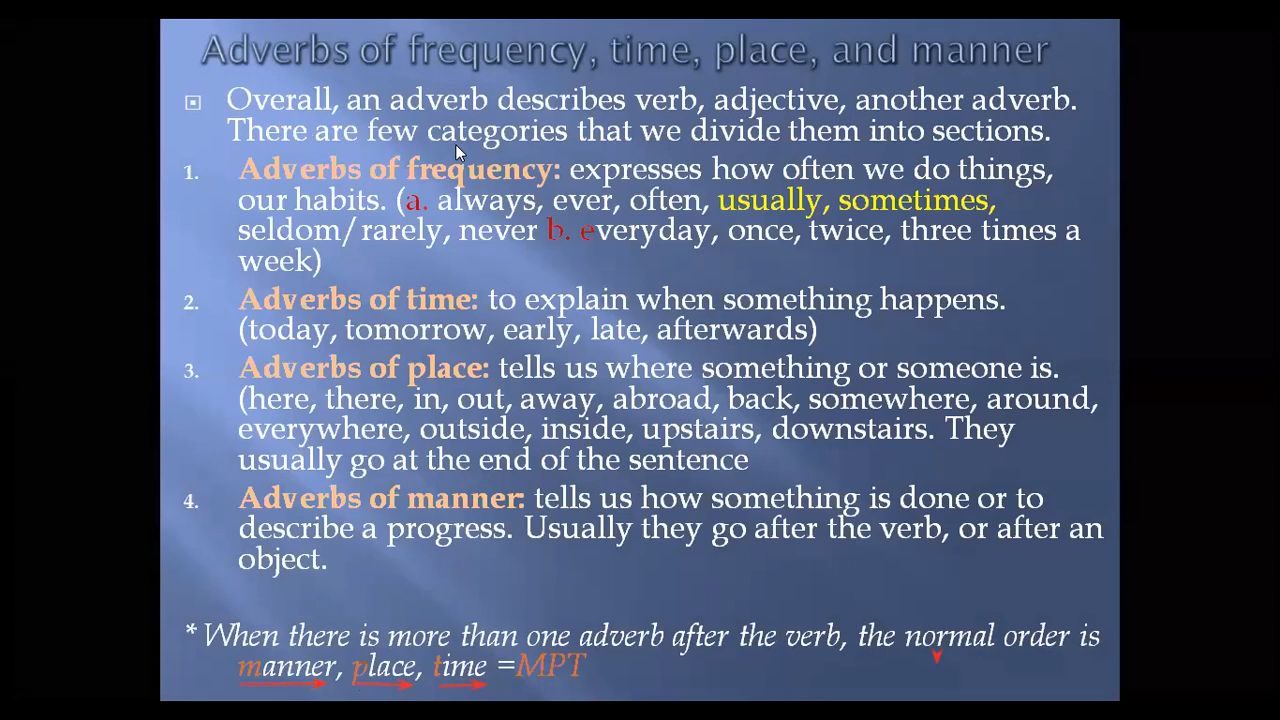 Adverbs of frequency, time, place, and manner
Overall, an adverb describes verb, adjective, another adverb.
There are few categories that we divide them into sections.
1. Adverbs of frequency: expresses how often we do things,
our habits. (a. always, ever, often, usually, sometimes,
seldom/rarely, never b. everyday, once, twice, three times a
week)
2. Adverbs of time: to explain when something happens.
(today, tomorrow, early, late, afterwards)
3. Adverbs of place: tells us where something or someone is.
(here, there, in, out, away, abroad, back, somewhere, around,
everywhere, outside, inside, upstairs, downstairs. They
usually go at the end of the sentence
4. Adverbs of manner: tells us how something is done or to
describe a progress. Usually they go after the verb, or after an
object.
* When there is more than one adverb after the verb, the normal order is
manner, place, time =MPT